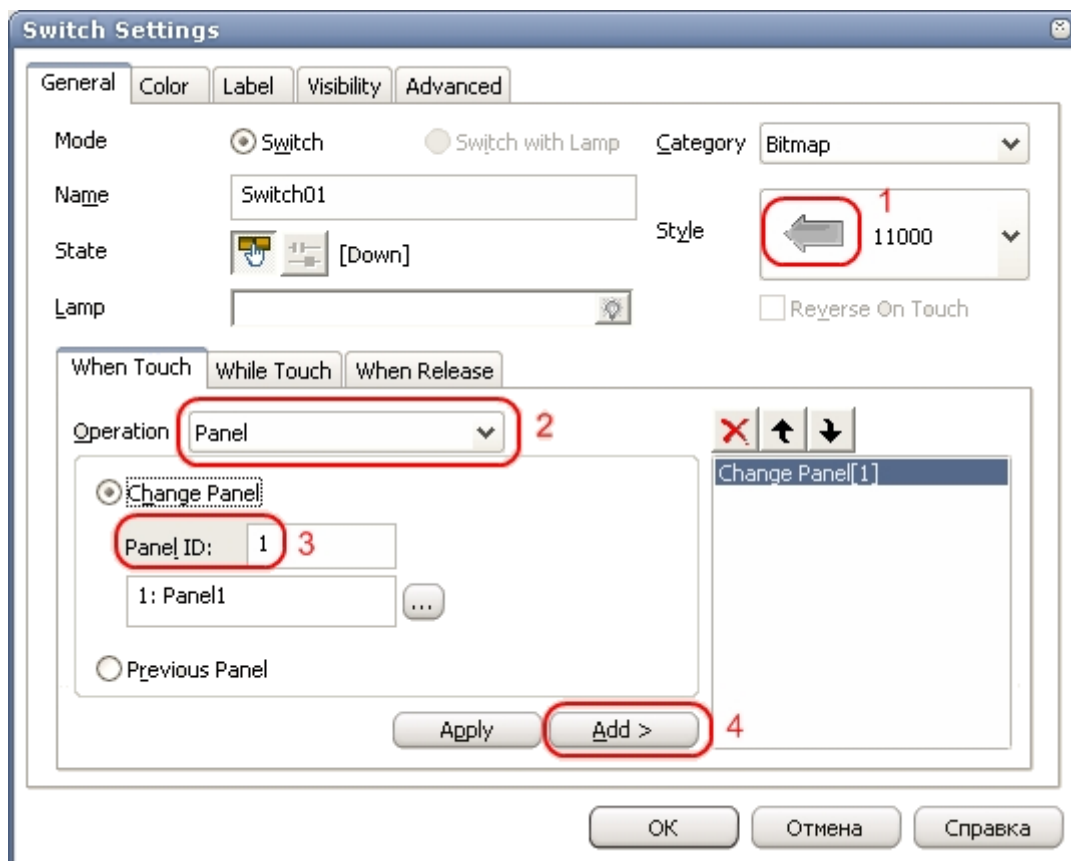 Switch Settings
General Color Label Visibility Advanced
Mode Switch Switch with Lamp Category Bitmap
Name Switch01
Style 11000 1
State [Down]
Lamp Reverse On Touch
When Touch While Touch When Release
Operation Panel 2
Change Panel[1]
Change Panel
Panel ID: 1 3
1: Panel1 ...
Previous Panel
Apply Add > 4
OK Отмена Справка